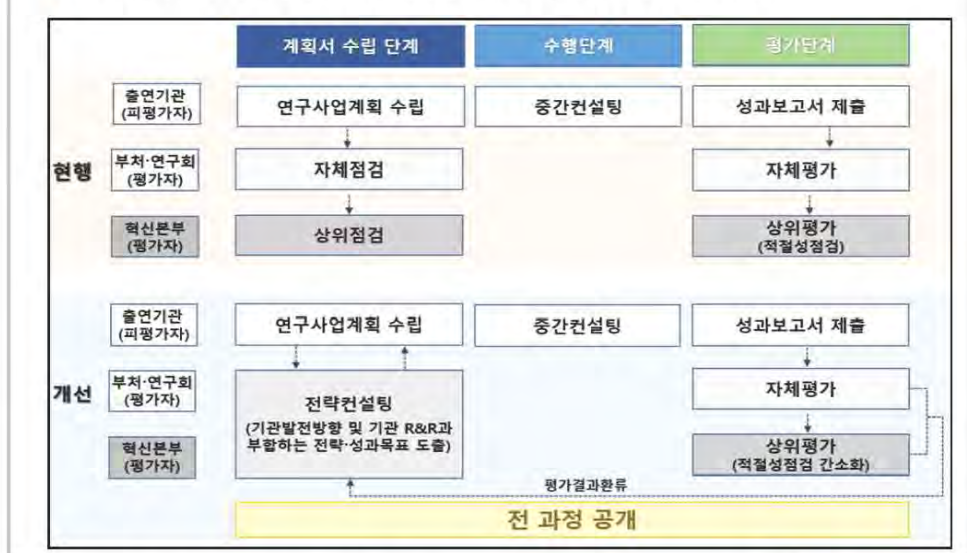 계획서 수립 단계
수행단계
평가단계
현행
출연기관
(피평가자)
연구사업계획 수립
중간컨설팅
성과보고서 제출
부처·연구회
(평가자)
자체점검
자체평가
혁신본부
(평가자)
상위점검
상위평가
(적절성점검)
개선
출연기관
(피평가자)
연구사업계획 수립
중간컨설팅
성과보고서 제출
부처·연구회
(평가자)
전략컨설팅
(기관발전방향 및 기관 R&R과
부합하는 전략·성과목표 도출)
자체평가
혁신본부
(평가자)
상위평가
(적절성점검 간소화)
평가결과환류
전 과정 공개